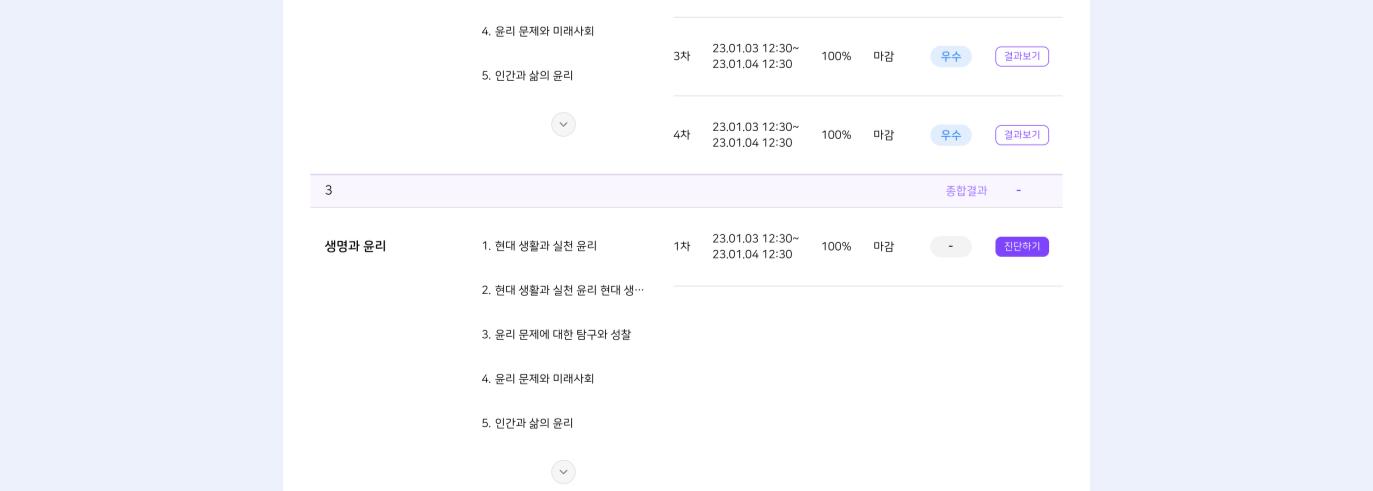 4. 윤리 문제와 미래사회
5. 인간과 삶의 윤리
3차 23.01.03 12:30~ 100% 마감 우수 결과보기
23.01.04 12:30
4차 23.01.03 12:30~ 100% 마감 우수 결과보기
23.01.04 12:30
3 종합결과 -
생명과 윤리
1. 현대 생활과 실천 윤리
2. 현대 생활과 실천 윤리 현대 생…
3. 윤리 문제에 대한 탐구와 성찰
4. 윤리 문제와 미래사회
5. 인간과 삶의 윤리
1차 23.01.03 12:30~ 100% 마감 - 진단하기
23.01.04 12:30